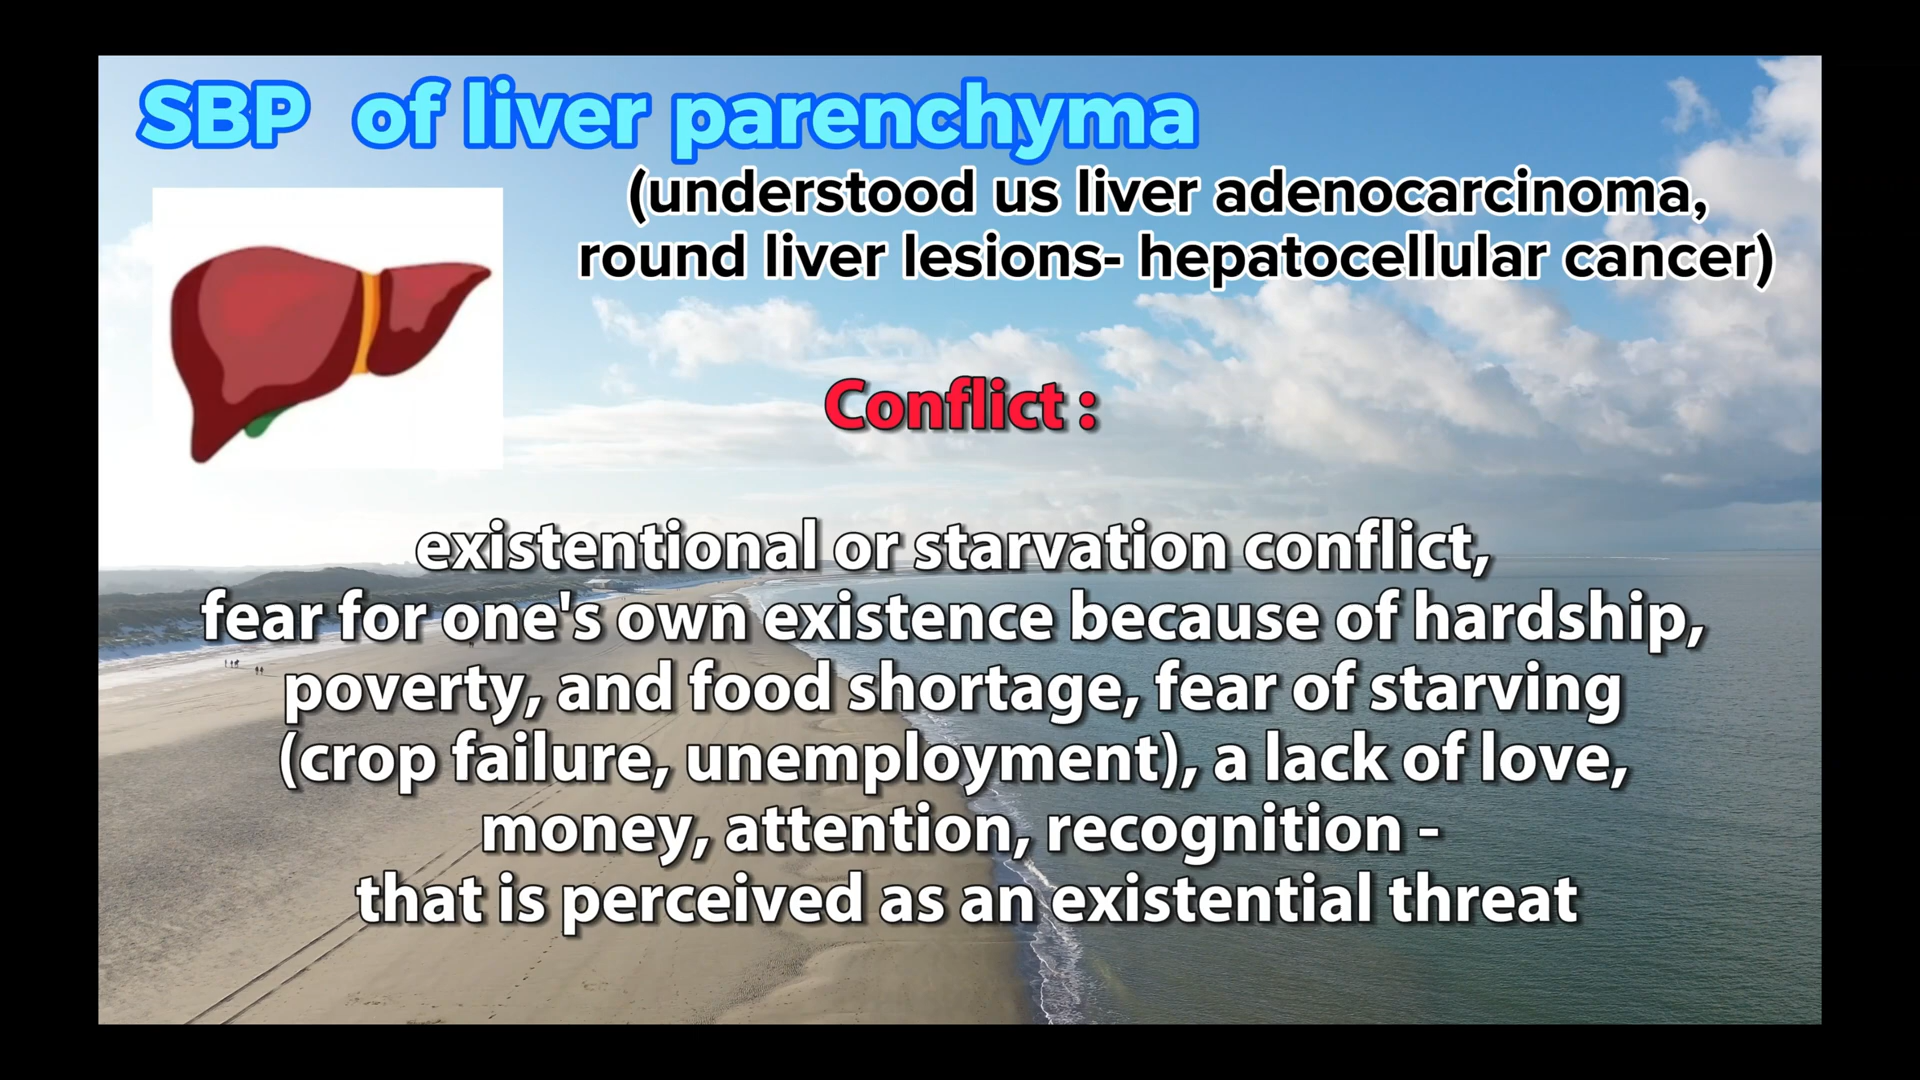 SBP of liver parenchyma
(understood us liver adenocarcinoma,
round liver lesions- hepatocellular cancer)
Conflict :
existentional or starvation conflict,
fear for one's own existence because of hardship,
poverty, and food shortage, fear of starving
(crop failure, unemployment), a lack of love,
money, attention, recognition -
that is perceived as an existential threat